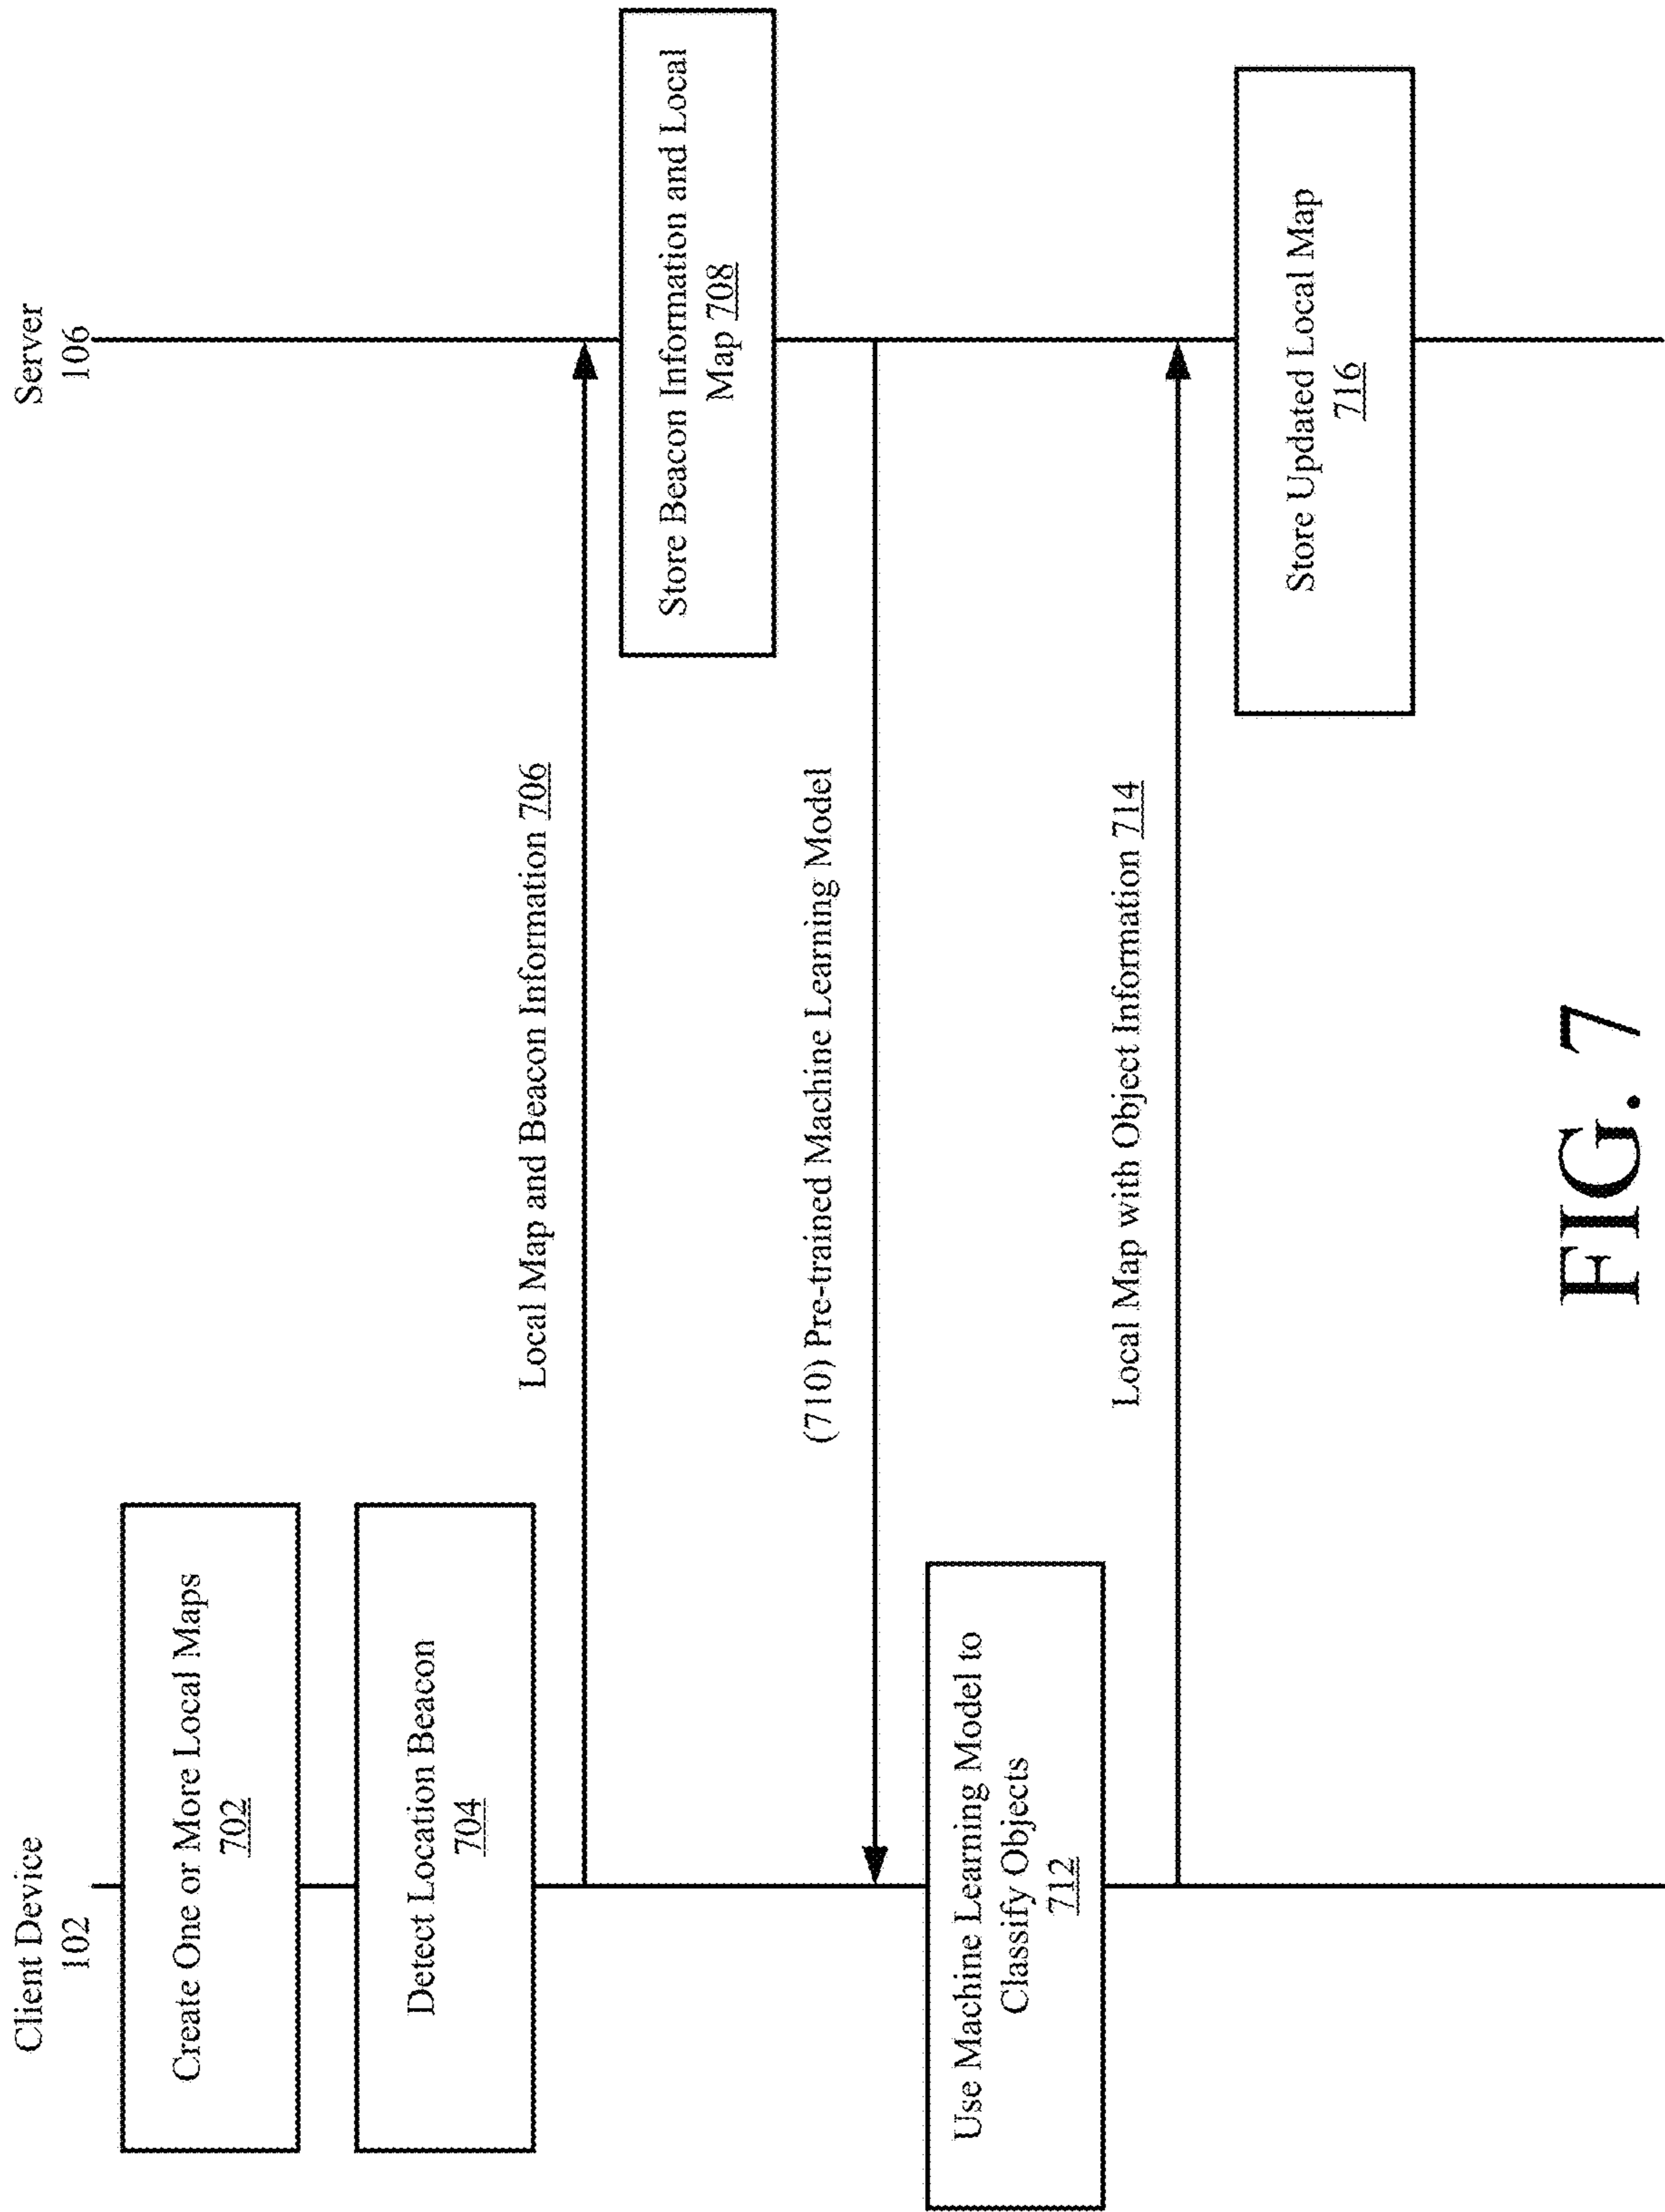 Client Device
102
Server
106
Create One or More Local Maps
702
Detect Location Beacon
704
Local Map and Beacon Information 706
Store Beacon Information and Local
Map 708
(710) Pre-trained Machine Learning Model
Use Machine Learning Model to
Classify Objects
712
Local Map with Object Information 714
Store Updated Local Map
716
FIG. 7